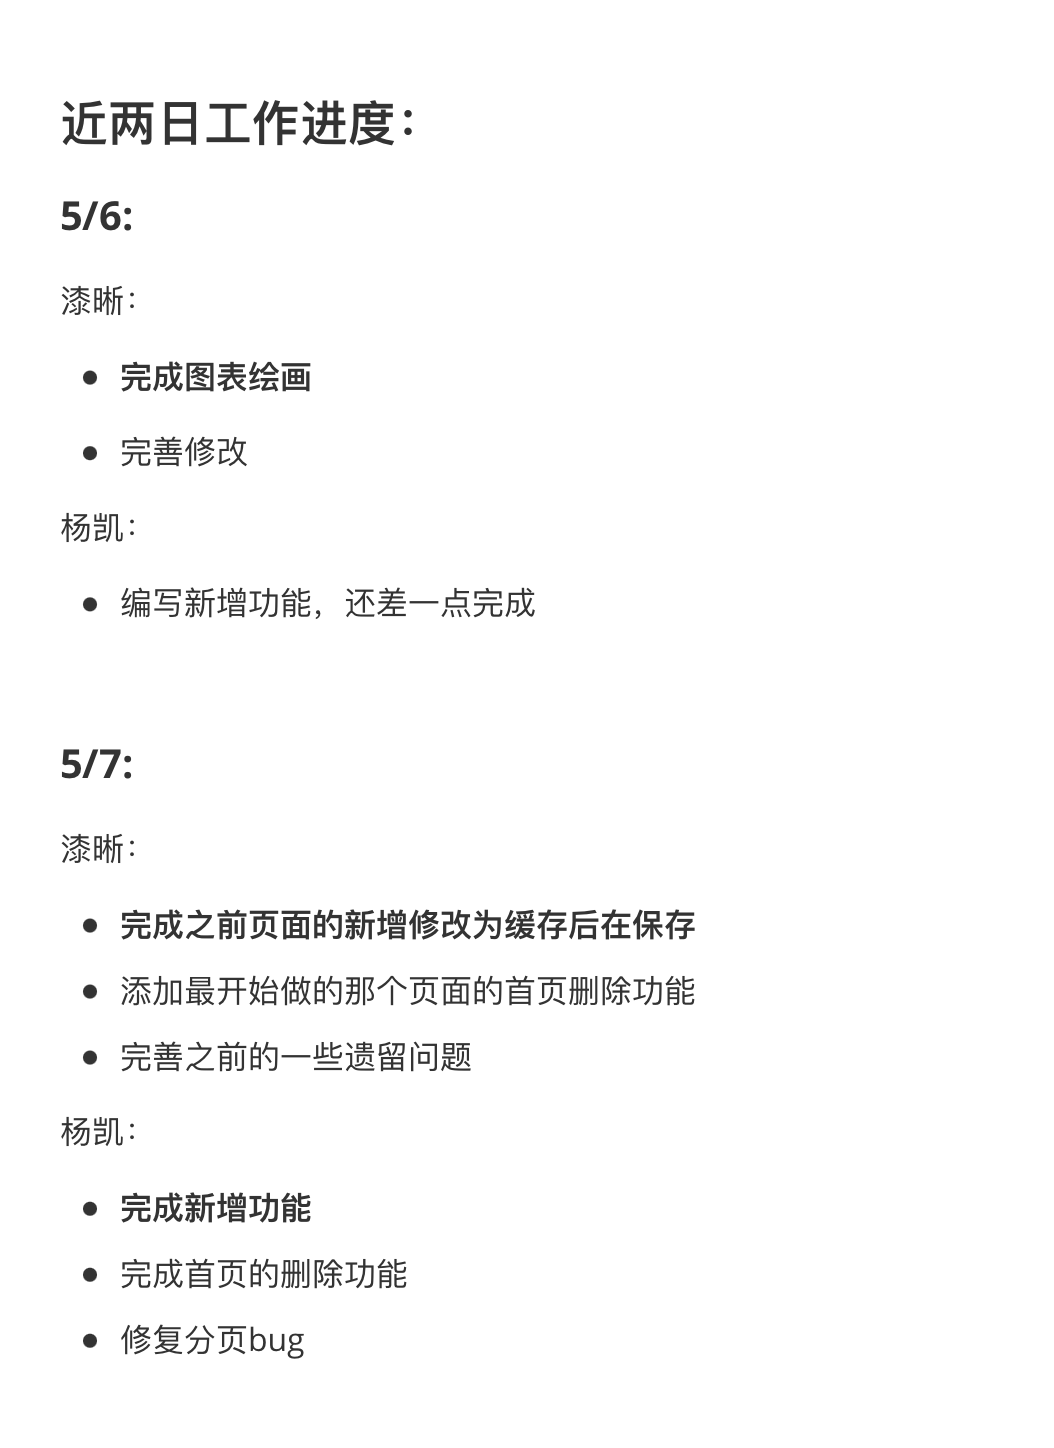 近两日工作进度：
5/6:
漆晰：
完成图表绘画
完善修改
杨凯：
编写新增功能，还差一点完成
5/7:
漆晰：
完成之前页面的新增修改为缓存后在保存
添加最开始做的那个页面的首页删除功能
完善之前的一些遗留问题
杨凯：
完成新增功能
完成首页的删除功能
修复分页bug